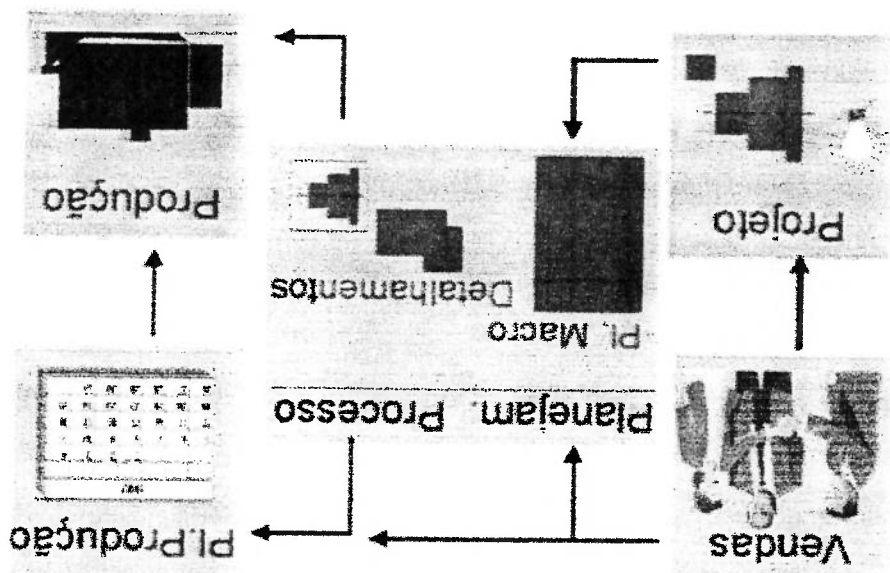 Vendas
Pl.Produção
Planejam. Processo
Pl. Macro
Detalhamentos
Projeto
Produção